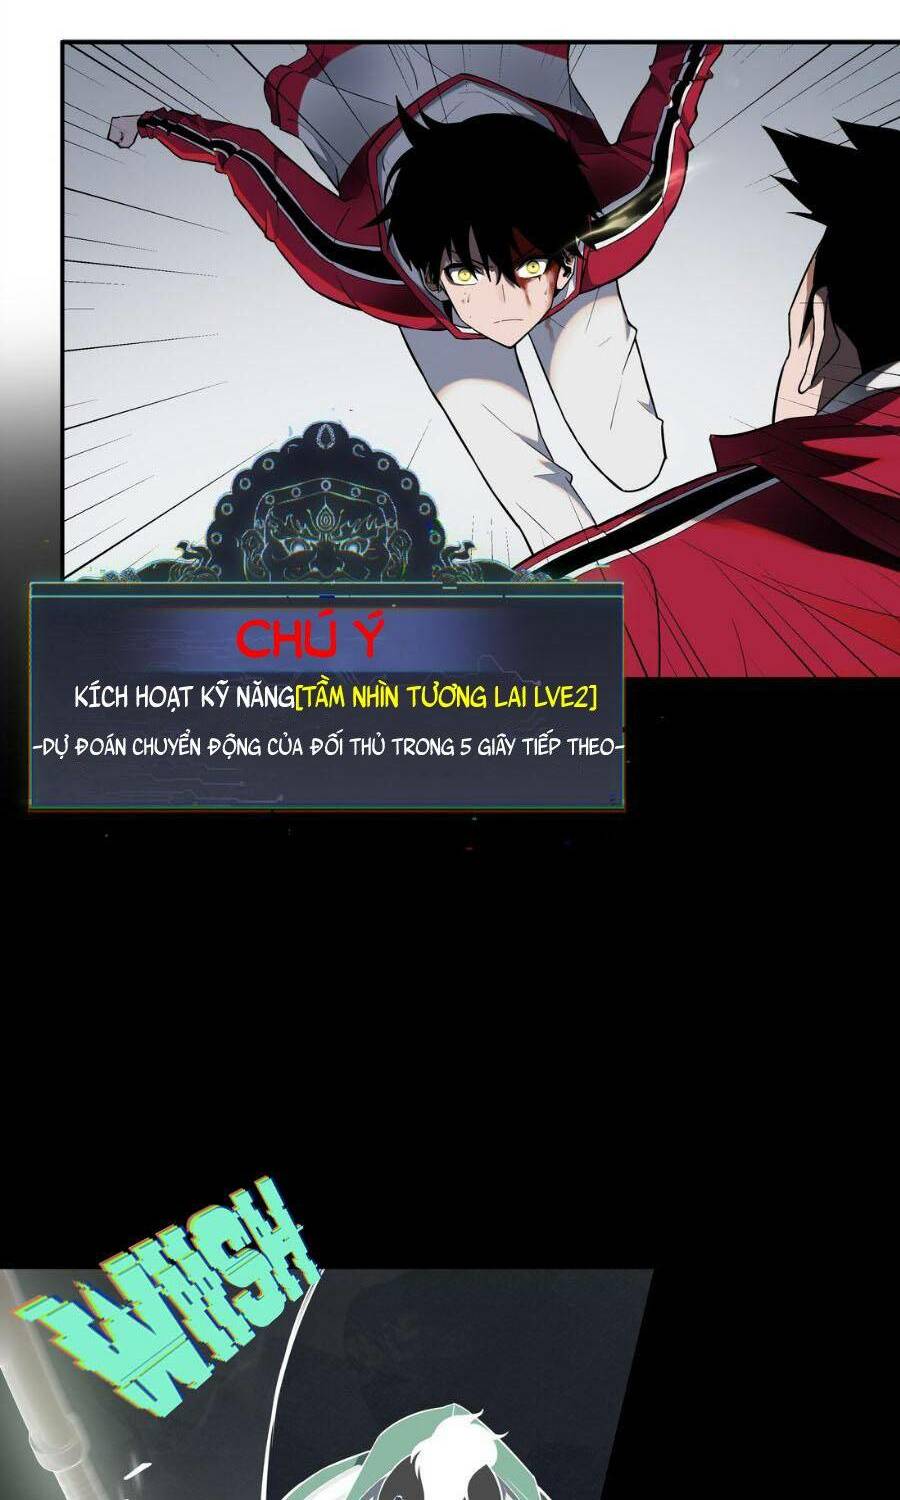 CHÚ Ý
KÍCH HOẠT KỸ NĂNG[TẦM NHÌN TƯƠNG LAI LVE2]
-DỰ ĐOÁN CHUYỂN ĐỘNG CỦA ĐỐI THỦ TRONG 5 GIÂY TIẾP THEO-
WIISH